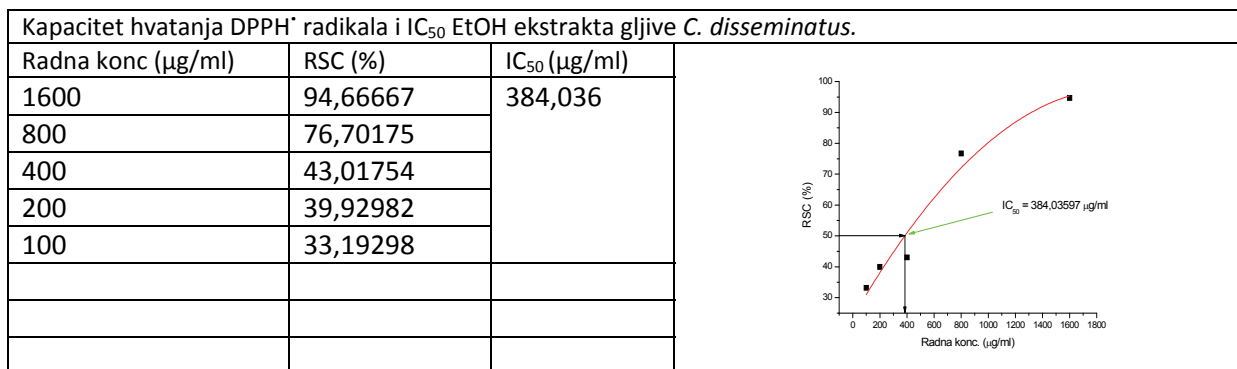 Kapacitet hvatanja DPPH˙ radikala i IC₅₀ EtOH ekstrakta gljive C. disseminatus.
Radna konc (µg/ml) RSC (%) IC₅₀ (µg/ml)
1600 94,66667 384,036
800 76,70175
400 43,01754
200 39,92982
100 33,19298
100
90
80
70
60
50
40
30
RSC (%)
IC₅₀ = 384,03597 µg/ml
0 200 400 600 800 1000 1200 1400 1600 1800
Radna konc. (µg/ml)